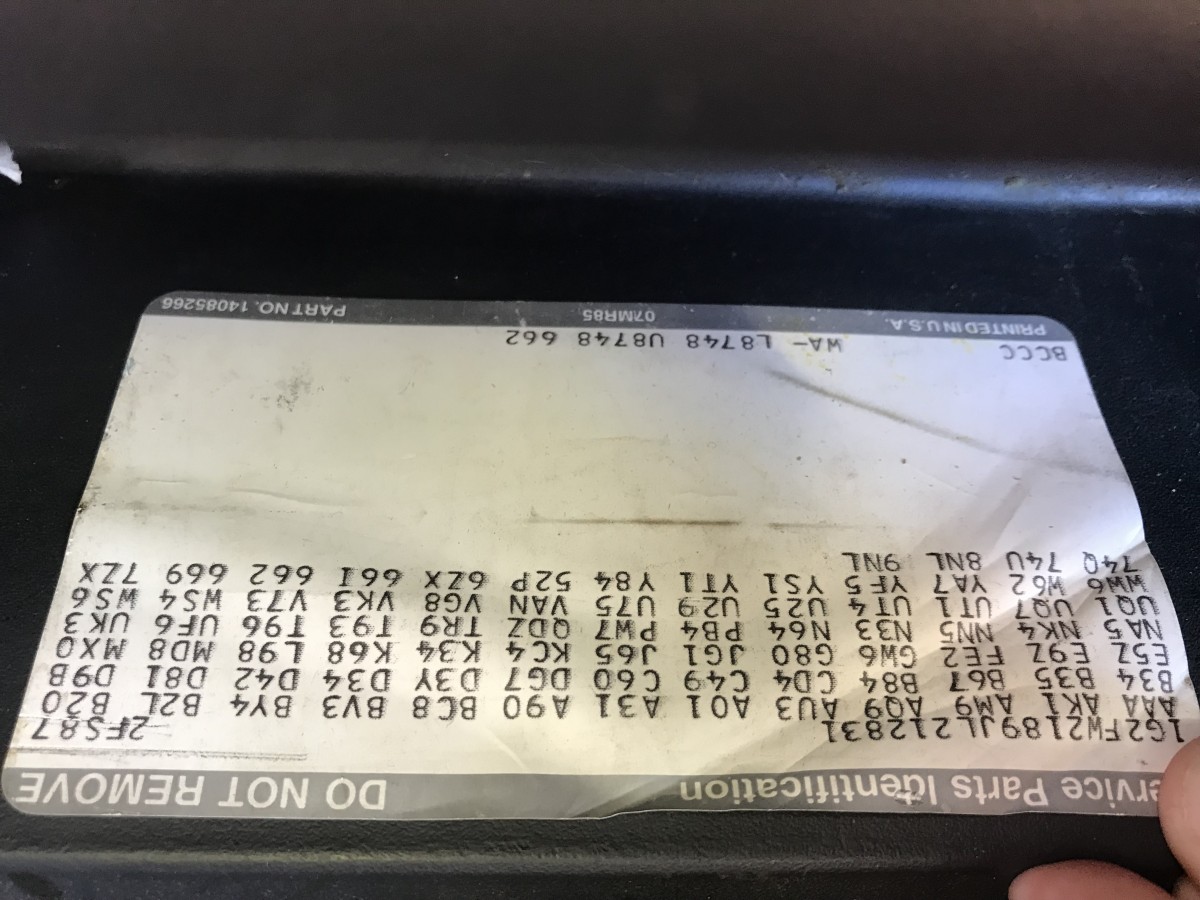 ervice Parts Identification DO NOT REMOVE
1G2FW2189JL212831 2FS87
AAA AK1 AM9 AQ9 AU3 A01 A31 A90 BC8 BV3 BY4 B2L B20
B34 B35 B67 B84 CD4 C49 C60 DG7 D3Y D34 D42 D81 D9B
E5Z E9Z FE2 GW6 G80 JG1 J65 KC4 K34 K68 L98 MD8 MX0
NA5 NK4 NN5 N33 N64 PB4 PW7 QDZ TR9 T93 T96 UF6 UK3
UQ1 UQ7 UT1 UT4 U25 U29 U75 VAN VG8 VK3 V73 WS4 WS6
WW6 W62 YA7 YF5 YS1 YT1 Y84 52P 6ZX 661 662 669 7ZX
74Q 74U 8NL 9NL
BCCC WA- L8748 U8748 662
PRINTED IN U.S.A. 07MR85 PART NO. 14085266